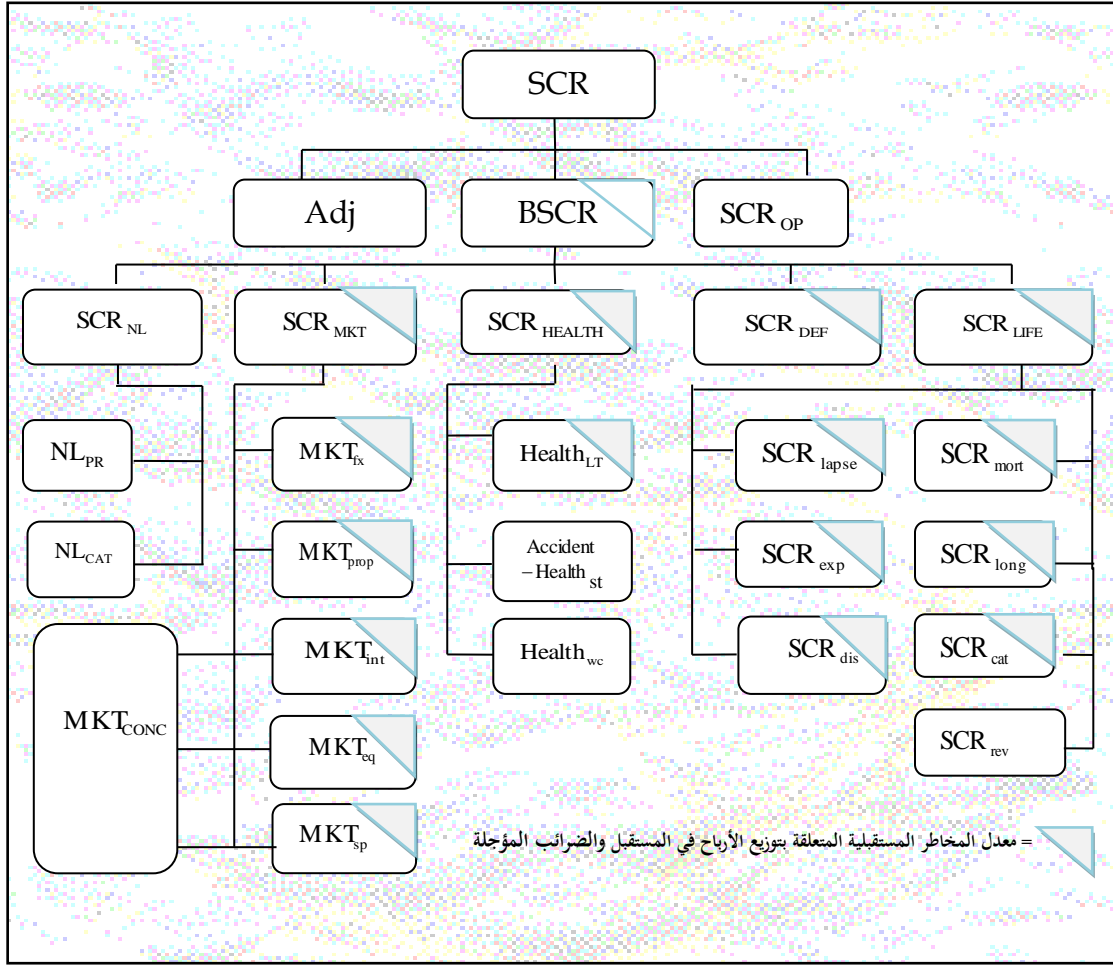 SCR
Adj
BSCR
SCR OP
SCR NL
SCR MKT
SCR HEALTH
SCR DEF
SCR LIFE
NL PR
MKT fx
Health LT
SCR lapse
SCR mort
NL CAT
MKT prop
Accident
–Health st
SCR exp
SCR long
MKT CONC
MKT int
Health wc
SCR dis
SCR cat
MKT eq
SCR rev
MKT sp
= معدل المخاطر المستقبلية المتعلقة بتوزيع الأرباح في المستقبل والضرائب المؤجلة